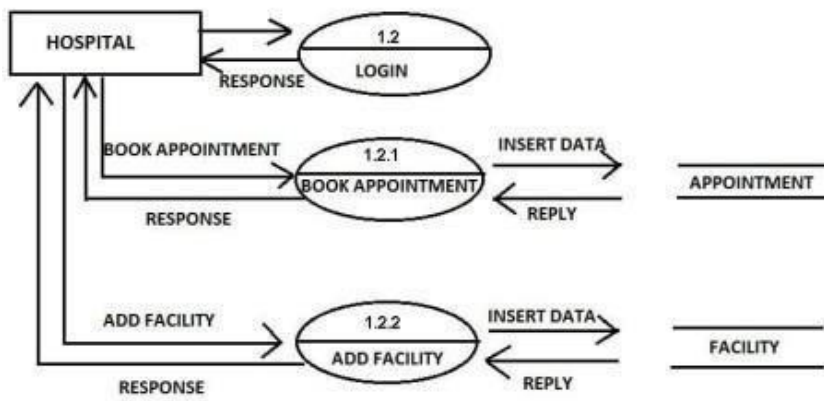 HOSPITAL
1.2
LOGIN
RESPONSE
BOOK APPOINTMENT
1.2.1
BOOK APPOINTMENT
INSERT DATA
APPOINTMENT
RESPONSE
REPLY
ADD FACILITY
1.2.2
ADD FACILITY
INSERT DATA
FACILITY
RESPONSE
REPLY